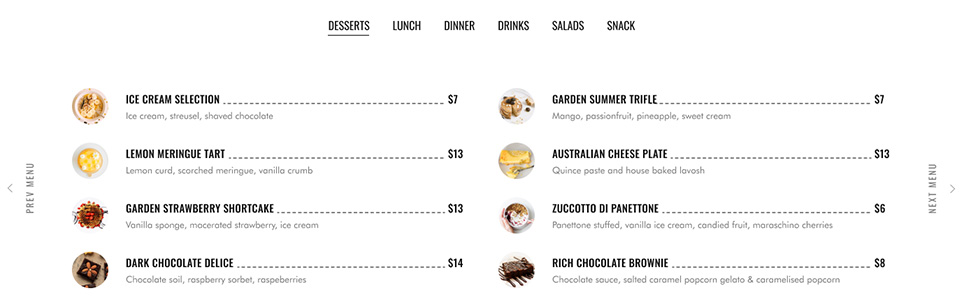 DESSERTS LUNCH DINNER DRINKS SALADS SNACK
ICE CREAM SELECTION $7
Ice cream, streusel, shaved chocolate
LEMON MERINGUE TART $13
Lemon curd, scorched meringue, vanilla crumb
GARDEN STRAWBERRY SHORTCAKE $13
Vanilla sponge, macerated strawberry, ice cream
DARK CHOCOLATE DELICE $14
Chocolate soil, raspberry sorbet, raspeberries
GARDEN SUMMER TRIFLE $7
Mango, passionfruit, pineapple, sweet cream
AUSTRALIAN CHEESE PLATE $13
Quince paste and house baked lavosh
ZUCCOTTO DI PANETTONE $6
Panettone stuffed, vanilla ice cream, candied fruit, maraschino cherries
RICH CHOCOLATE BROWNIE $8
Chocolate sauce, salted caramel popcorn gelato & caramelised popcorn
PREV MENU
NEXT MENU